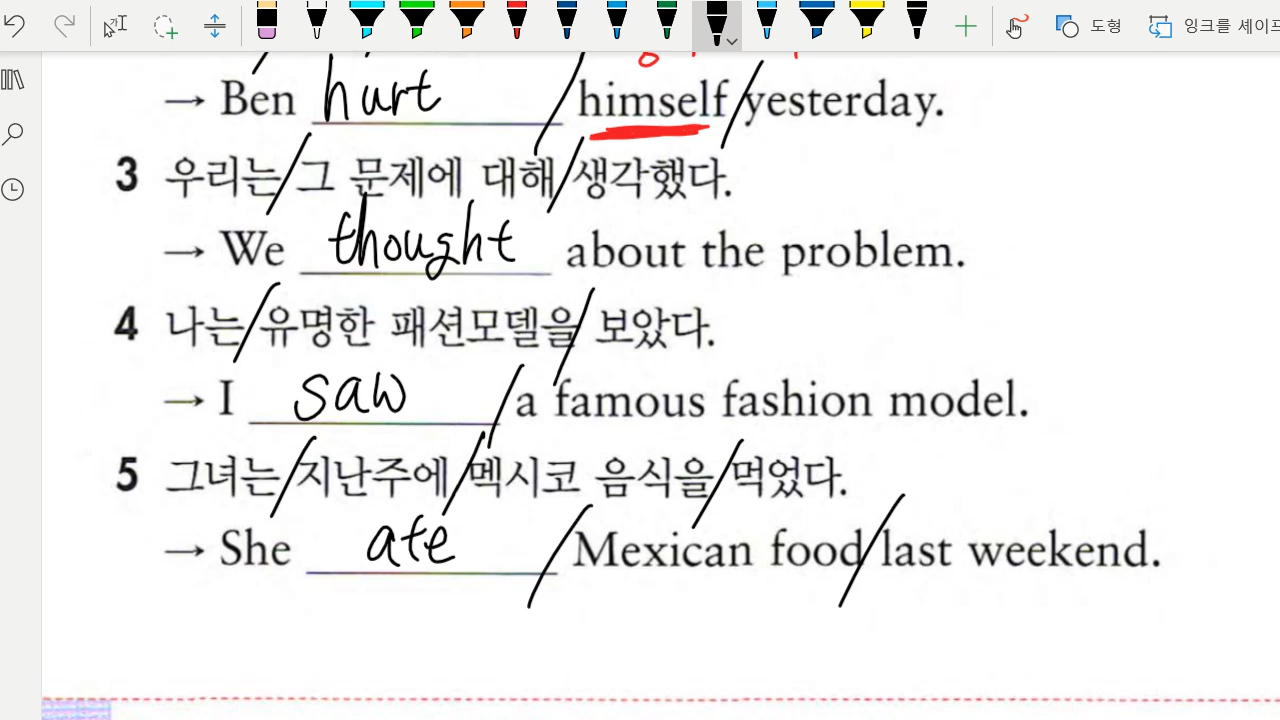 도형
잉크를 셰이프
→ Ben hurt / himself / yesterday.
3 우리는 / 그 문제에 대해 / 생각했다.
→ We thought about the problem.
4 나는 / 유명한 패션모델을 / 보았다.
→ I saw / a famous fashion model.
5 그녀는 / 지난주에 / 멕시코 음식을 / 먹었다.
→ She ate / Mexican food / last weekend.